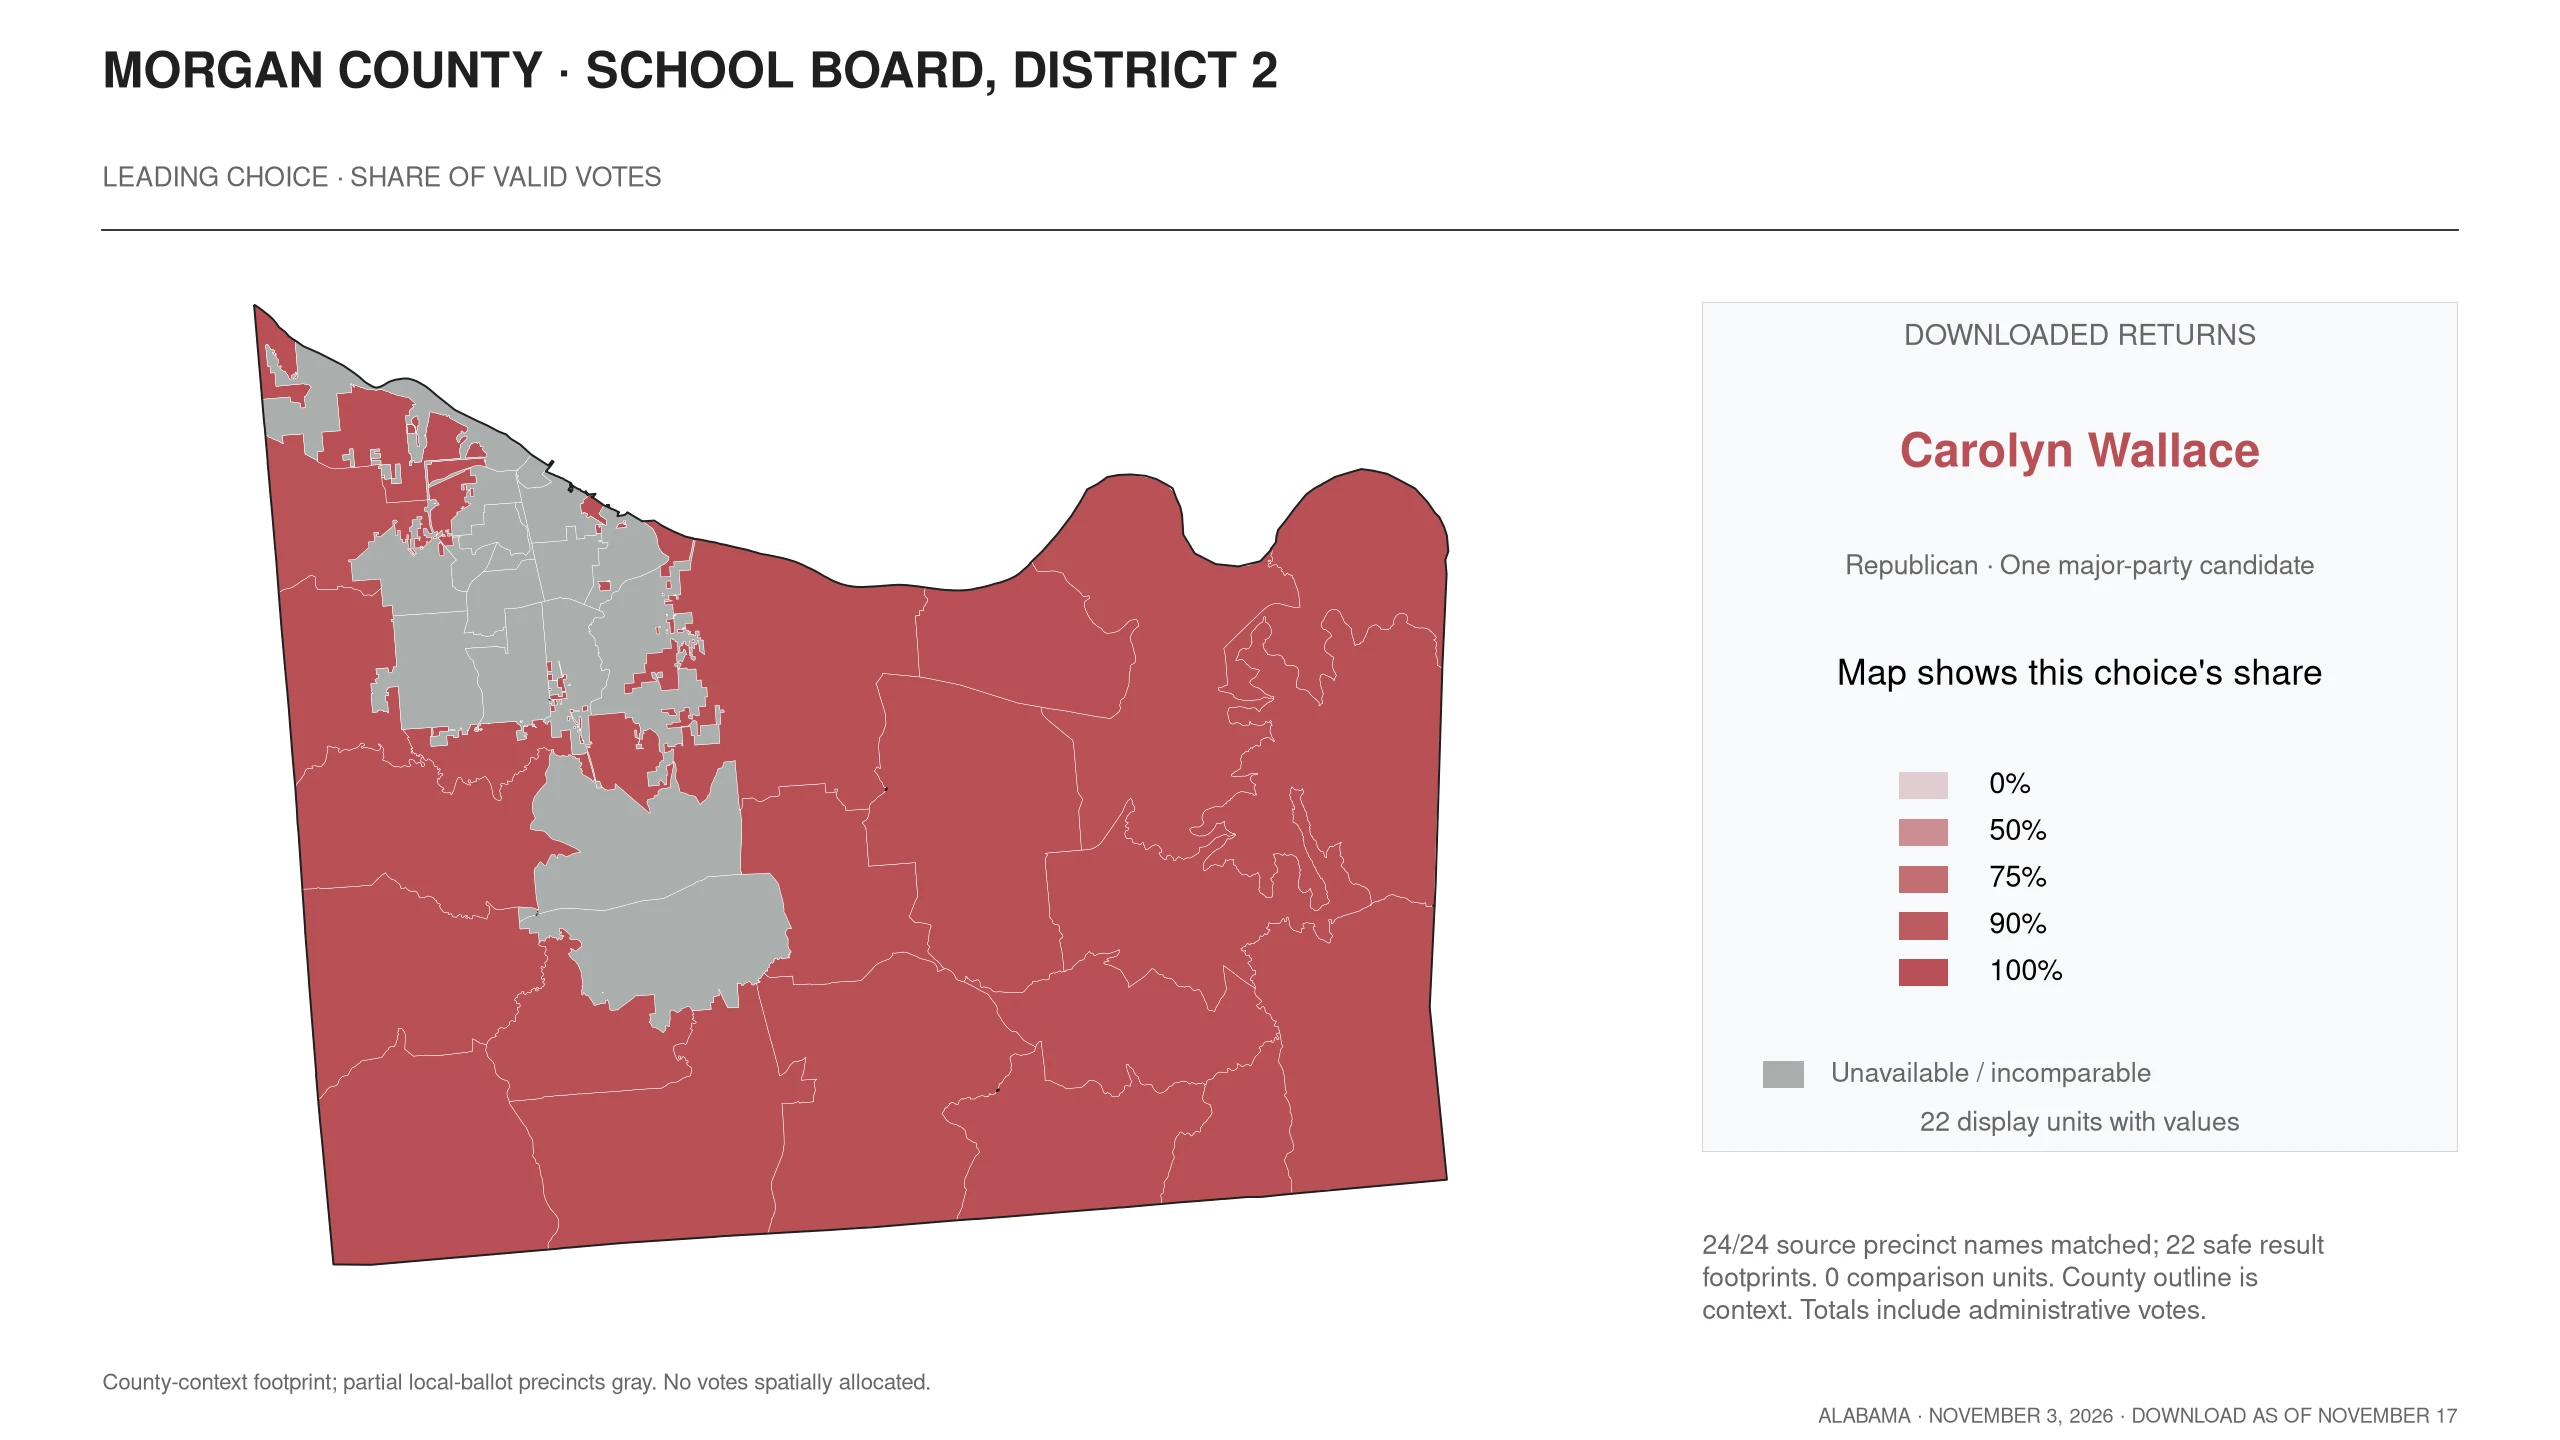 MORGAN COUNTY · SCHOOL BOARD, DISTRICT 2
LEADING CHOICE · SHARE OF VALID VOTES
DOWNLOADED RETURNS
Carolyn Wallace
Republican · One major-party candidate
Map shows this choice's share
0%
50%
75%
90%
100%
Unavailable / incomparable
22 display units with values
24/24 source precinct names matched; 22 safe result
footprints. 0 comparison units. County outline is
context. Totals include administrative votes.
County-context footprint; partial local-ballot precincts gray. No votes spatially allocated.
ALABAMA · NOVEMBER 3, 2026 · DOWNLOAD AS OF NOVEMBER 17